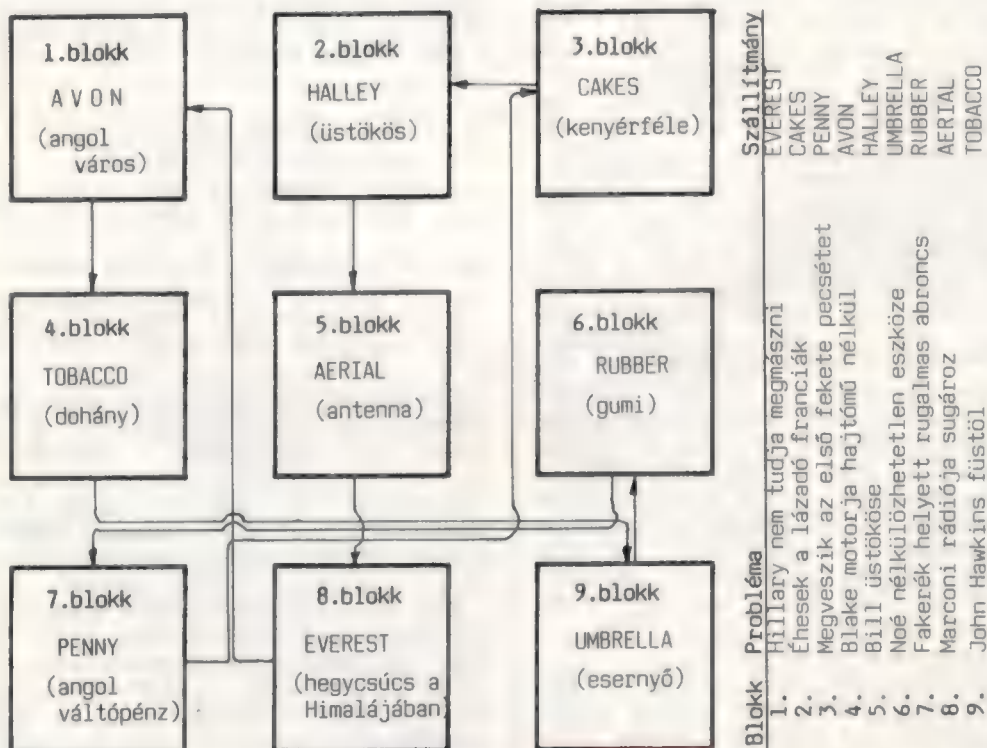 1.blokk
AVON
(angol
város)
2.blokk
HALLEY
(üstökös)
3.blokk
CAKES
(kenyérféle)
4.blokk
TOBACCO
(dohány)
5.blokk
AERIAL
(antenna)
6.blokk
RUBBER
(gumi)
7.blokk
PENNY
(angol
váltópénz)
8.blokk
EVEREST
(hegycsúcs a
Himalájában)
9.blokk
UMBRELLA
(esernyő)
Blokk Probléma Szállítmány
1. Hillary nem tudja megmászni EVEREST
2. Éhesek a lázadó franciák CAKES
3. Megveszik az első fekete pecsétet PENNY
4. Blake motorja hajtómű nélkül AVON
5. Bill üstököse HALLEY
6. Noé nélkülözhetetlen eszköze UMBRELLA
7. Fakerék helyett rugalmas abroncs RUBBER
8. Marconi rádiója sugároz AERIAL
9. John Hawkins füstöl TOBACCO